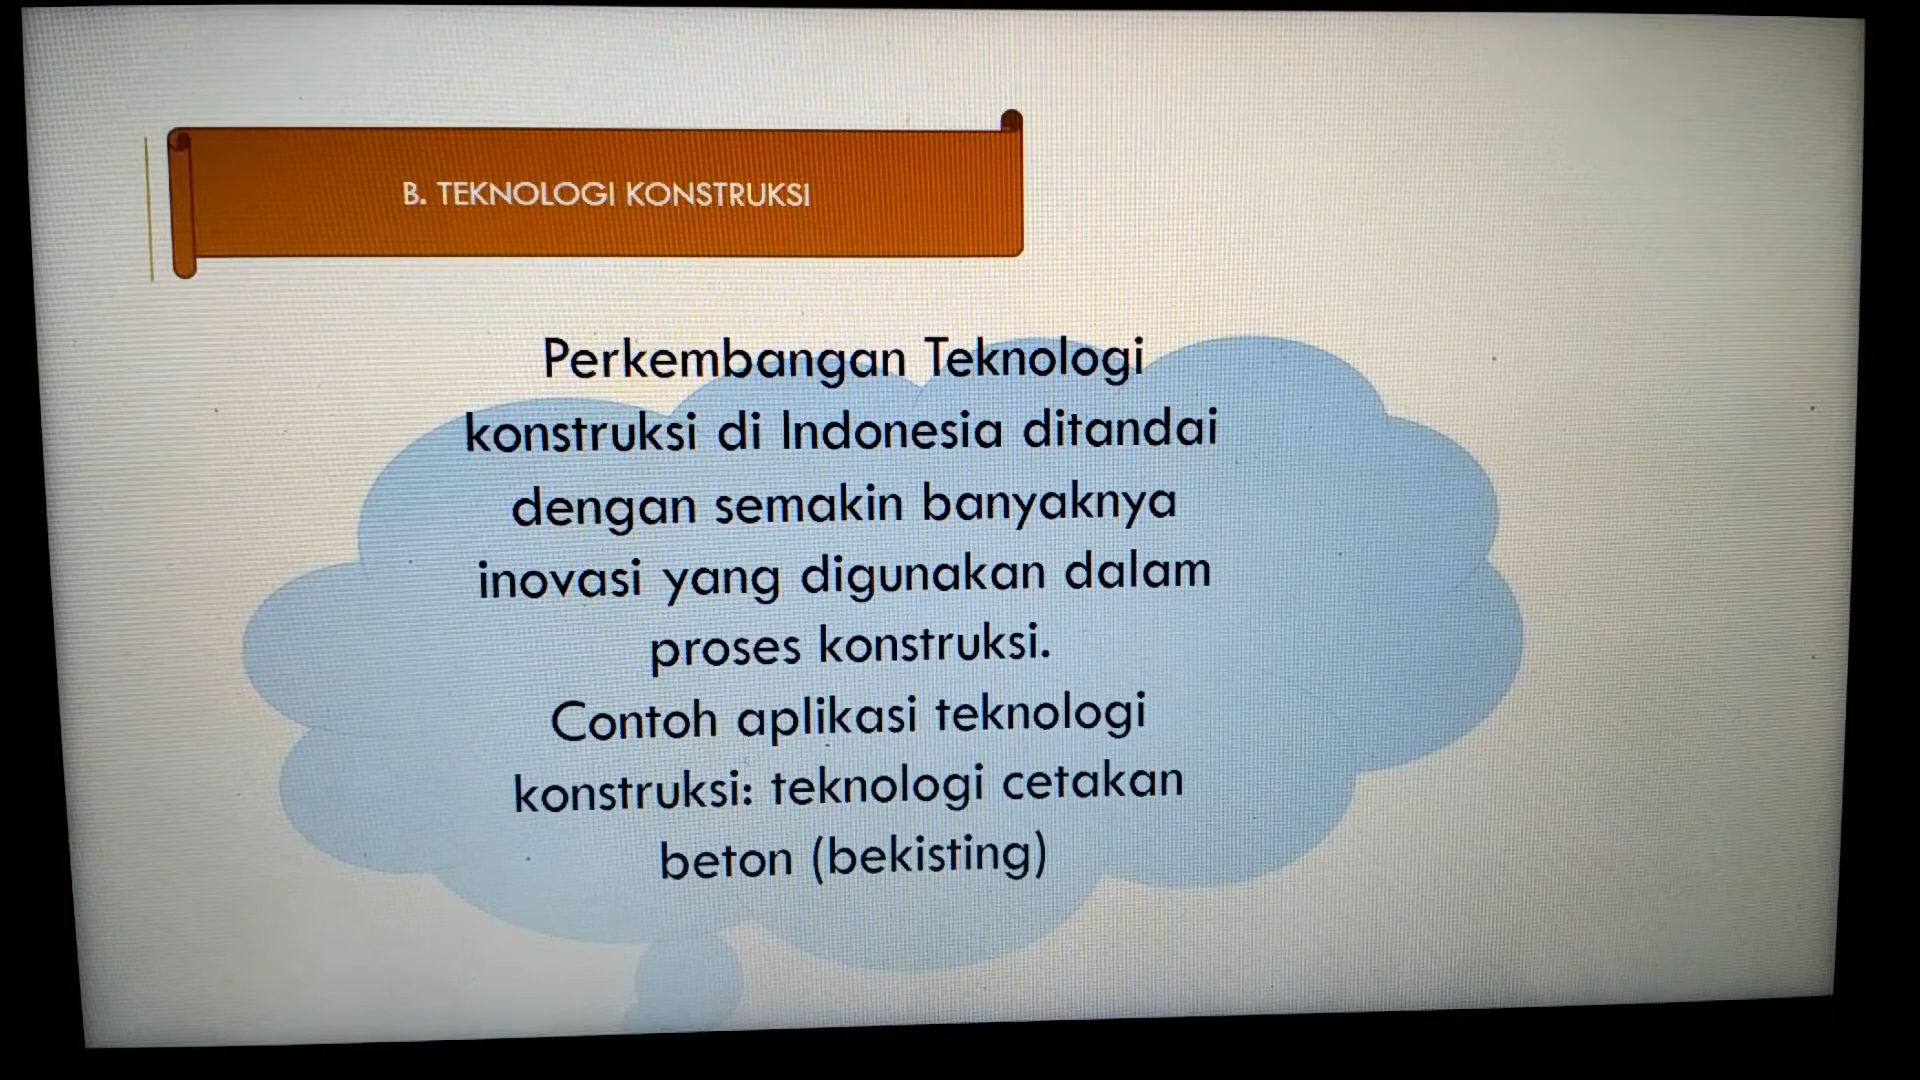 B. TEKNOLOGI KONSTRUKSI
Perkembangan Teknologi
konstruksi di Indonesia ditandai
dengan semakin banyaknya
inovasi yang digunakan dalam
proses konstruksi.
Contoh aplikasi teknologi
konstruksi: teknologi cetakan
beton (bekisting)